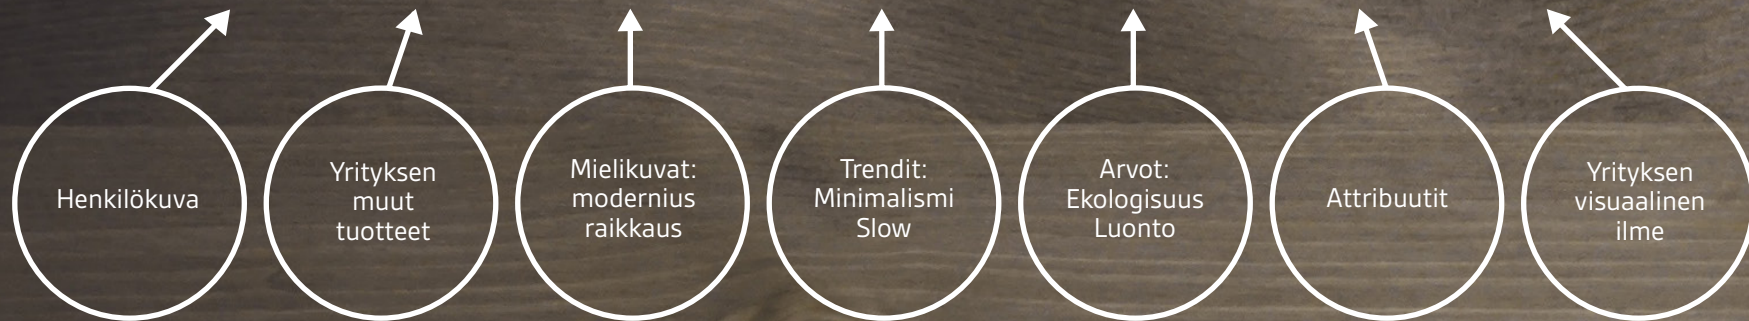 Henkilökuva
Yrityksen
muut
tuotteet
Mielikuvat:
modernius
raikkaus
Trendit:
Minimalismi
Slow
Arvot:
Ekologisuus
Luonto
Attribuutit
Yrityksen
visuaalinen
ilme